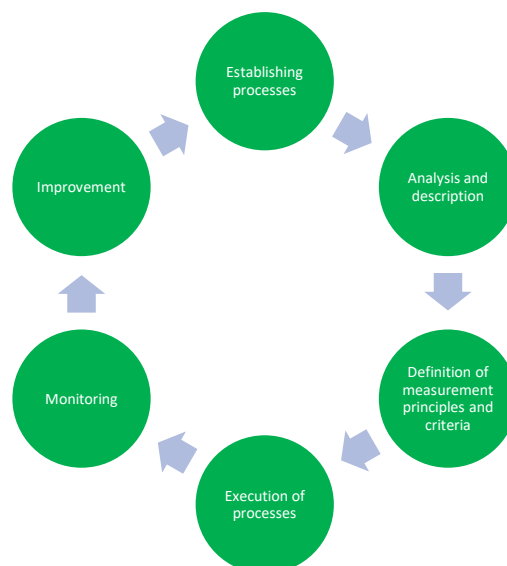 Establishing
processes
Analysis and
description
Definition of
measurement
principles and
criteria
Execution of
processes
Monitoring
Improvement